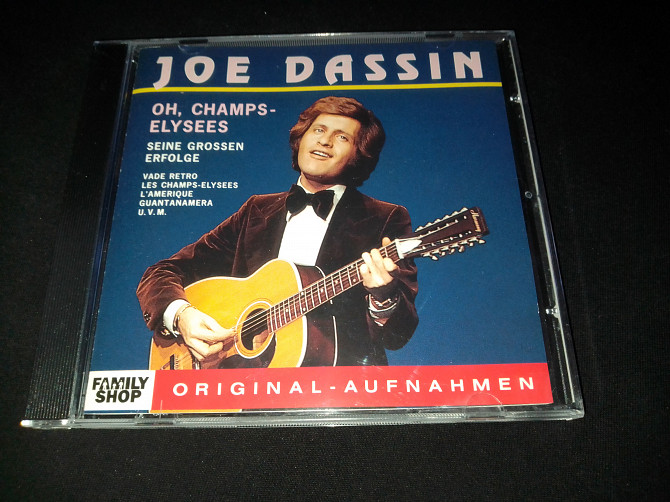 JOE DASSIN
OH, CHAMPS-
ELYSEES
SEINE GROSSEN
ERFOLGE
VADE RETRO
LES CHAMPS-ELYSEES
L'AMERIQUE
GUANTANAMERA
U.V.M.
FAMILY
SHOP
ORIGINAL-AUFNAHMEN